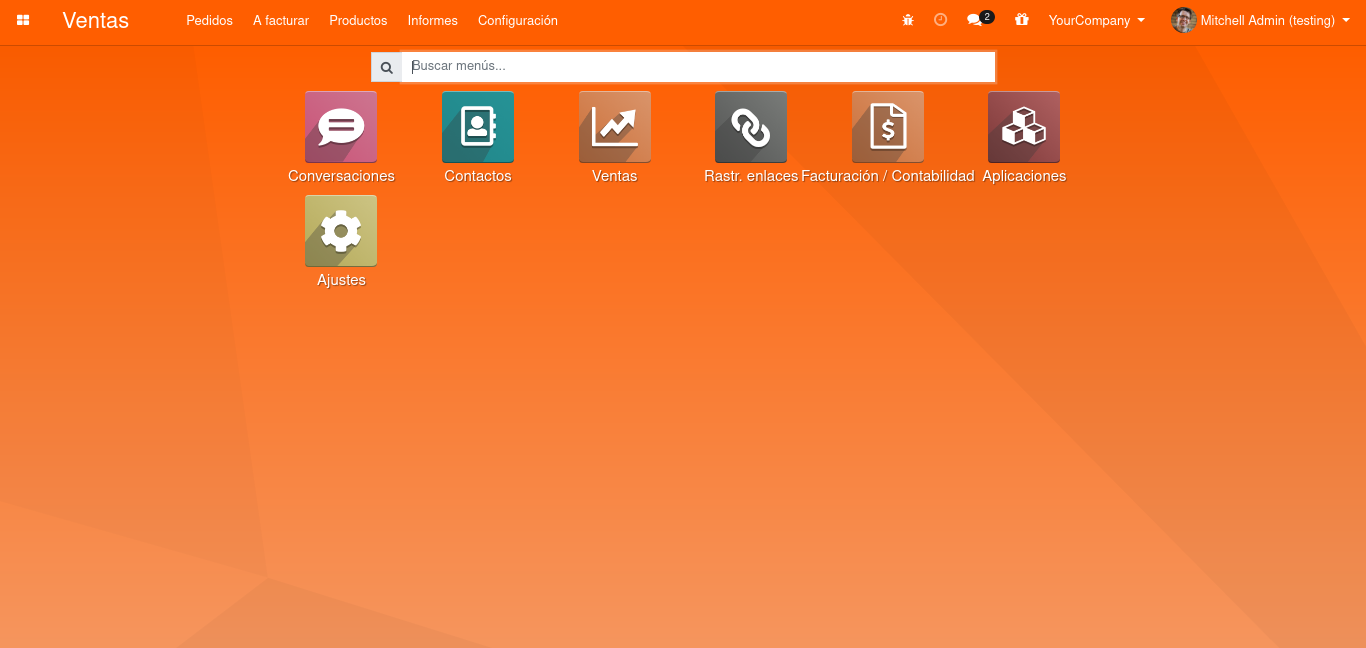 Ventas Pedidos A facturar Productos Informes Configuración 2 YourCompany Mitchell Admin (testing)
Buscar menús...
Conversaciones Contactos Ventas Rastr. enlaces Facturación / Contabilidad Aplicaciones
Ajustes